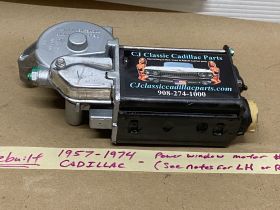 CJ Classic Cadillac Parts
CJclassiccadillacparts.com
908-274-1000
ebuilt
1957-1974
CADILLAC -
Power window motor
(See notes for LH or R